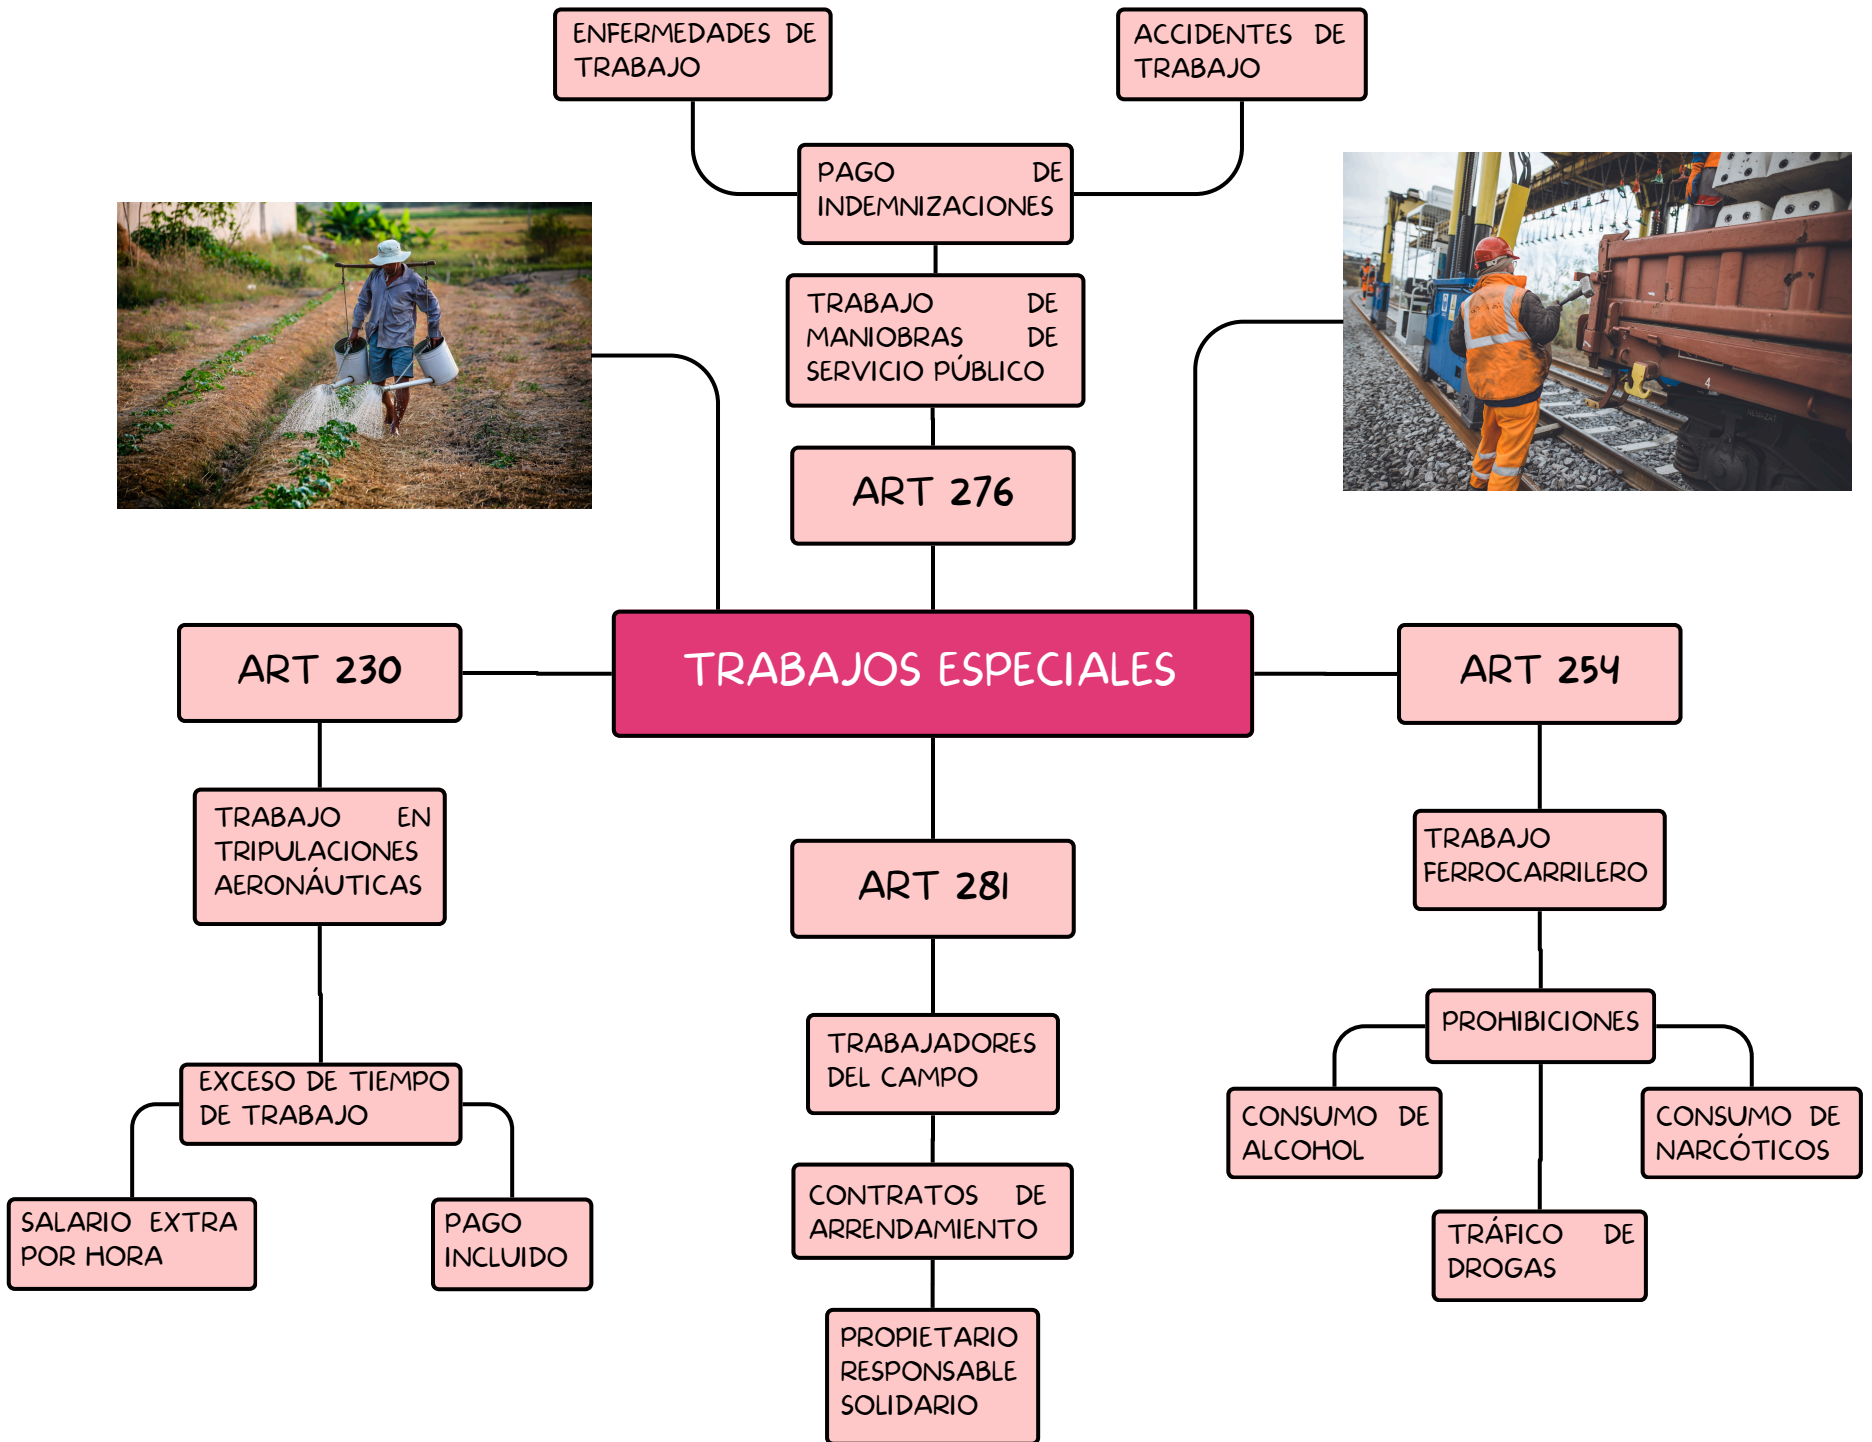 ENFERMEDADES DE
TRABAJO
ACCIDENTES DE
TRABAJO
PAGO DE
INDEMNIZACIONES
TRABAJO DE
MANIOBRAS DE
SERVICIO PÚBLICO
ART 276
TRABAJOS ESPECIALES
ART 230
TRABAJO EN
TRIPULACIONES
AERONÁUTICAS
EXCESO DE TIEMPO
DE TRABAJO
SALARIO EXTRA
POR HORA
PAGO
INCLUIDO
ART 281
TRABAJADORES
DEL CAMPO
CONTRATOS DE
ARRENDAMIENTO
PROPIETARIO
RESPONSABLE
SOLIDARIO
ART 254
TRABAJO
FERROCARRILERO
PROHIBICIONES
CONSUMO DE
ALCOHOL
TRÁFICO DE
DROGAS
CONSUMO DE
NARCÓTICOS
4